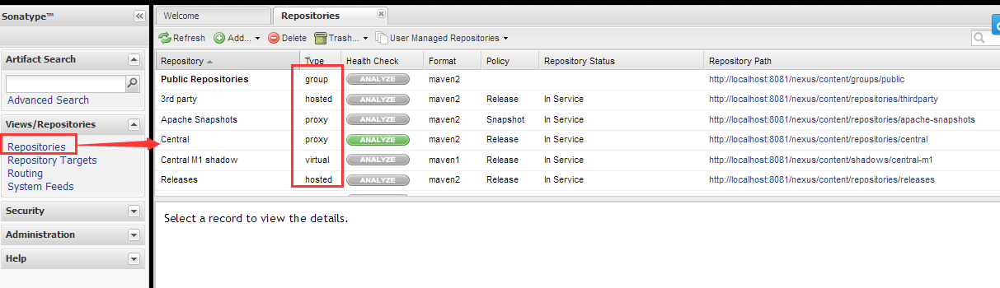 Sonatype™
Artifact Search
Advanced Search
Views/Repositories
Repositories
Repository Targets
Routing
System Feeds
Security
Administration
Help
Welcome
Repositories
Refresh Add... Delete Trash... User Managed Repositories
Repository Type Health Check Format Policy Repository Status Repository Path
Public Repositories group ANALYZE maven2 http://localhost:8081/nexus/content/groups/public
3rd party hosted ANALYZE maven2 Release In Service http://localhost:8081/nexus/content/repositories/thirdparty
Apache Snapshots proxy ANALYZE maven2 Snapshot In Service http://localhost:8081/nexus/content/repositories/apache-snapshots
Central proxy ANALYZE maven2 Release In Service http://localhost:8081/nexus/content/repositories/central
Central M1 shadow virtual ANALYZE maven1 Release In Service http://localhost:8081/nexus/content/shadows/central-m1
Releases hosted ANALYZE maven2 Release In Service http://localhost:8081/nexus/content/repositories/releases
Select a record to view the details.